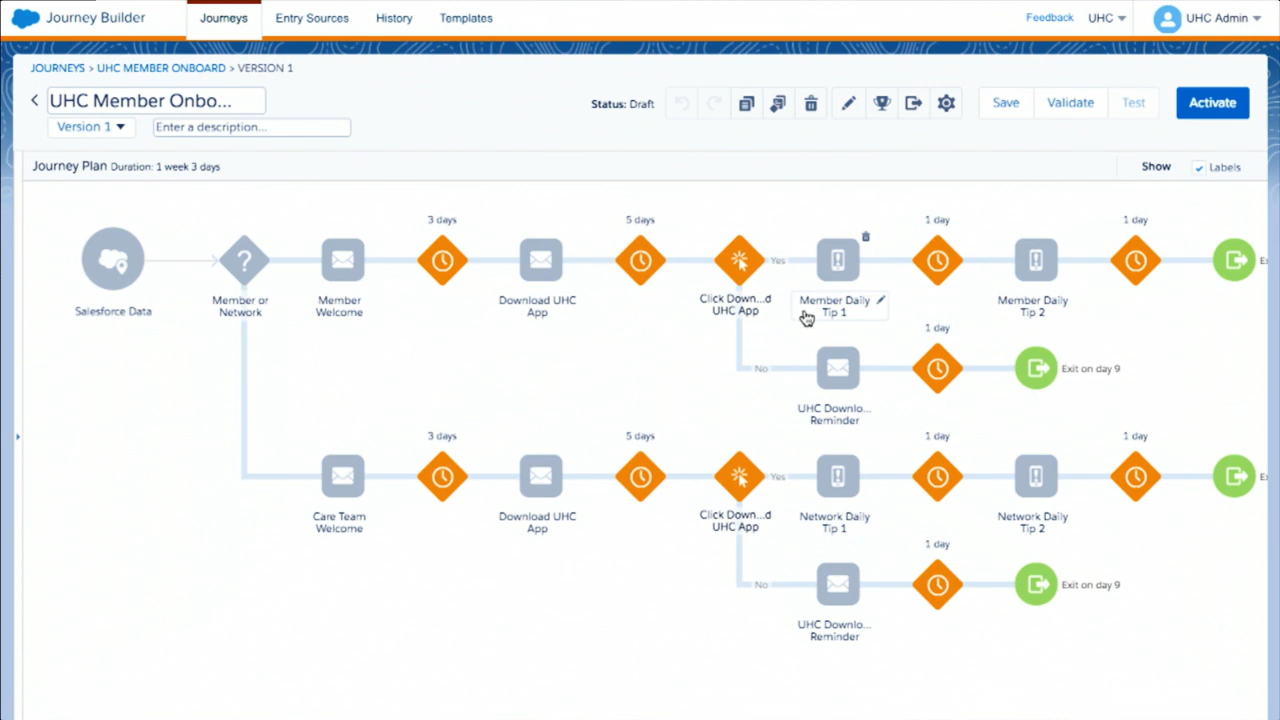 Journey Builder
Journeys
Entry Sources
History
Templates
Feedback
UHC
UHC Admin
JOURNEYS > UHC MEMBER ONBOARD > VERSION 1
UHC Member Onbo...
Status: Draft
Save
Validate
Test
Activate
Version 1
Enter a description...
Journey Plan Duration: 1 week 3 days
Show
Labels
3 days
5 days
1 day
1 day
?
Yes
Ex
Salesforce Data
Member or
Network
Member
Welcome
Download UHC
App
Click Down...d
UHC App
Member Daily
Tip 1
Member Daily
Tip 2
1 day
No
Exit on day 9
UHC Downlo...
Reminder
3 days
5 days
1 day
1 day
Yes
Ex
Care Team
Welcome
Download UHC
App
Click Down...d
UHC App
Network Daily
Tip 1
Network Daily
Tip 2
1 day
No
Exit on day 9
UHC Downlo...
Reminder